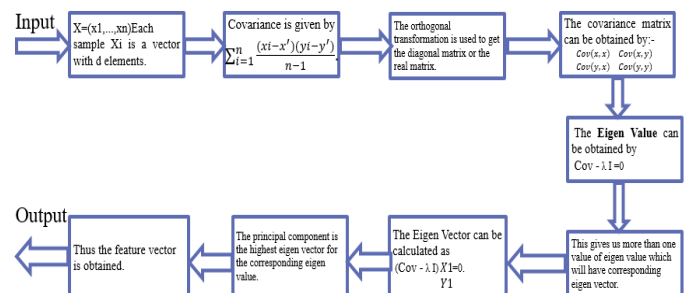 Input
X=(x1,...,xn)Each
sample Xi is a vector
with d elements.
Covariance is given by
∑ⁿᵢ₌₁ (xi−x′)(yi−y′) / n−1 .
The orthogonal
transformation is used to get
the diagonal matrix or the
real matrix.
The covariance matrix
can be obtained by:-
Cov(x,x) Cov(x,y)
Cov(y,x) Cov(y,y)
The Eigen Value can
be obtained by
Cov - λ I =0
This gives us more than one
value of eigen value which
will have corresponding
eigen vector.
The Eigen Vector can be
calculated as
(Cov - λ I) X1=0.
Y1
The principal component is
the highest eigen vector for
the corresponding eigen
value.
Thus the feature vector
is obtained.
Output